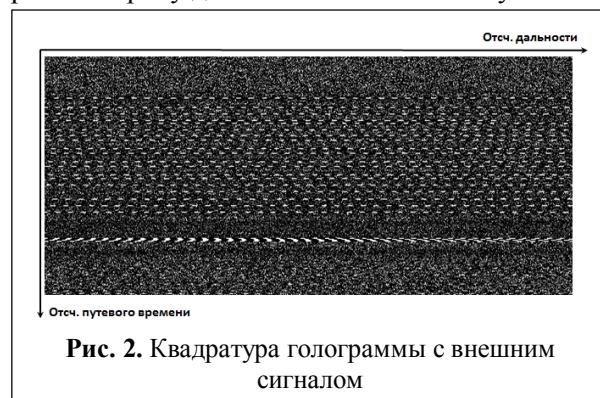 Отсч. дальности
Отсч. путевого времени
Рис. 2. Квадратура голограммы с внешним
сигналом